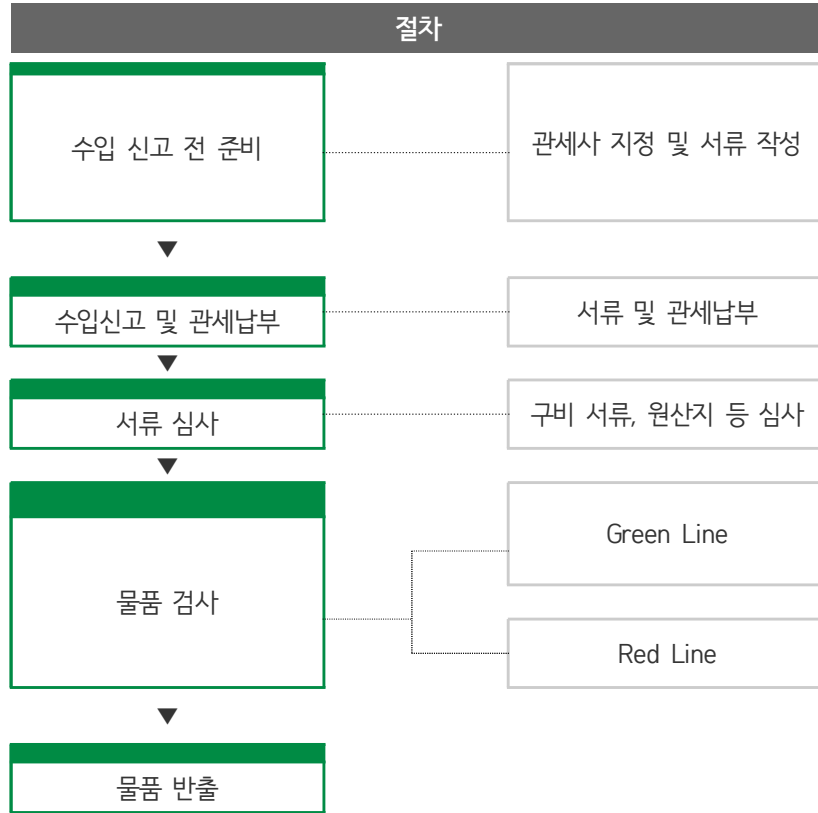 절차
수입 신고 전 준비
관세사 지정 및 서류 작성
▼
수입신고 및 관세납부
서류 및 관세납부
▼
서류 심사
구비 서류, 원산지 등 심사
▼
물품 검사
Green Line
Red Line
▼
물품 반출